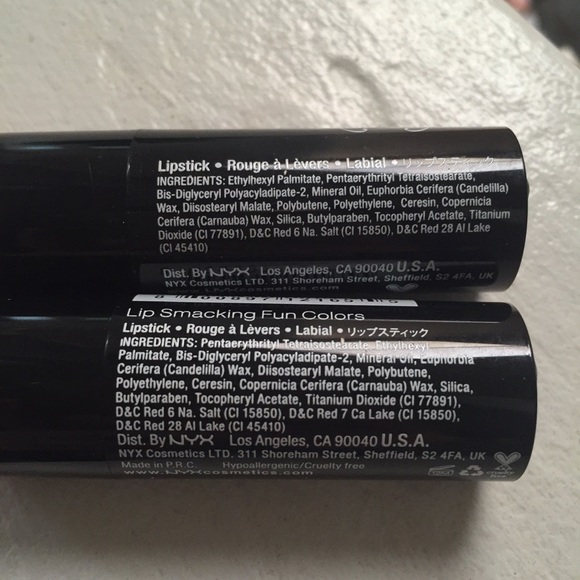 Lipstick • Rouge à Lèvers • Labial • リップスティック
INGREDIENTS: Ethylhexyl Palmitate, Pentaerythrityl Tetraisostearate,
Bis-Diglyceryl Polyacyladipate-2, Mineral Oil, Euphorbia Cerifera (Candelilla)
Wax, Diisostearyl Malate, Polybutene, Polyethylene, Ceresin, Copernicia
Cerifera (Carnauba) Wax, Silica, Butylparaben, Tocopheryl Acetate, Titanium
Dioxide (CI 77891), D&C Red 6 Na. Salt (CI 15850), D&C Red 28 Al Lake
(CI 45410)
Dist. By NYX Los Angeles, CA 90040 U.S.A.
NYX Cosmetics LTD. 311 Shoreham Street, Sheffield, S2 4FA, UK
Lip Smacking Fun Colors
Lipstick • Rouge à Lèvers • Labial • リップスティック
INGREDIENTS: Pentaerythrityl Tetraisostearate, Ethylhexyl
Palmitate, Bis-Diglyceryl Polyacyladipate-2, Mineral Oil, Euphorbia
Cerifera (Candelilla) Wax, Diisostearyl Malate, Polybutene,
Polyethylene, Ceresin, Copernicia Cerifera (Carnauba) Wax, Silica,
Butylparaben, Tocopheryl Acetate, Titanium Dioxide (CI 77891),
D&C Red 6 Na. Salt (CI 15850), D&C Red 7 Ca Lake (CI 15850),
D&C Red 28 Al Lake (CI 45410)
Dist. By NYX Los Angeles, CA 90040 U.S.A.
NYX Cosmetics LTD. 311 Shoreham Street, Sheffield, S2 4FA, UK
Made in P.R.C. Hypoallergenic/Cruelty free
www.NYXcosmetics.com